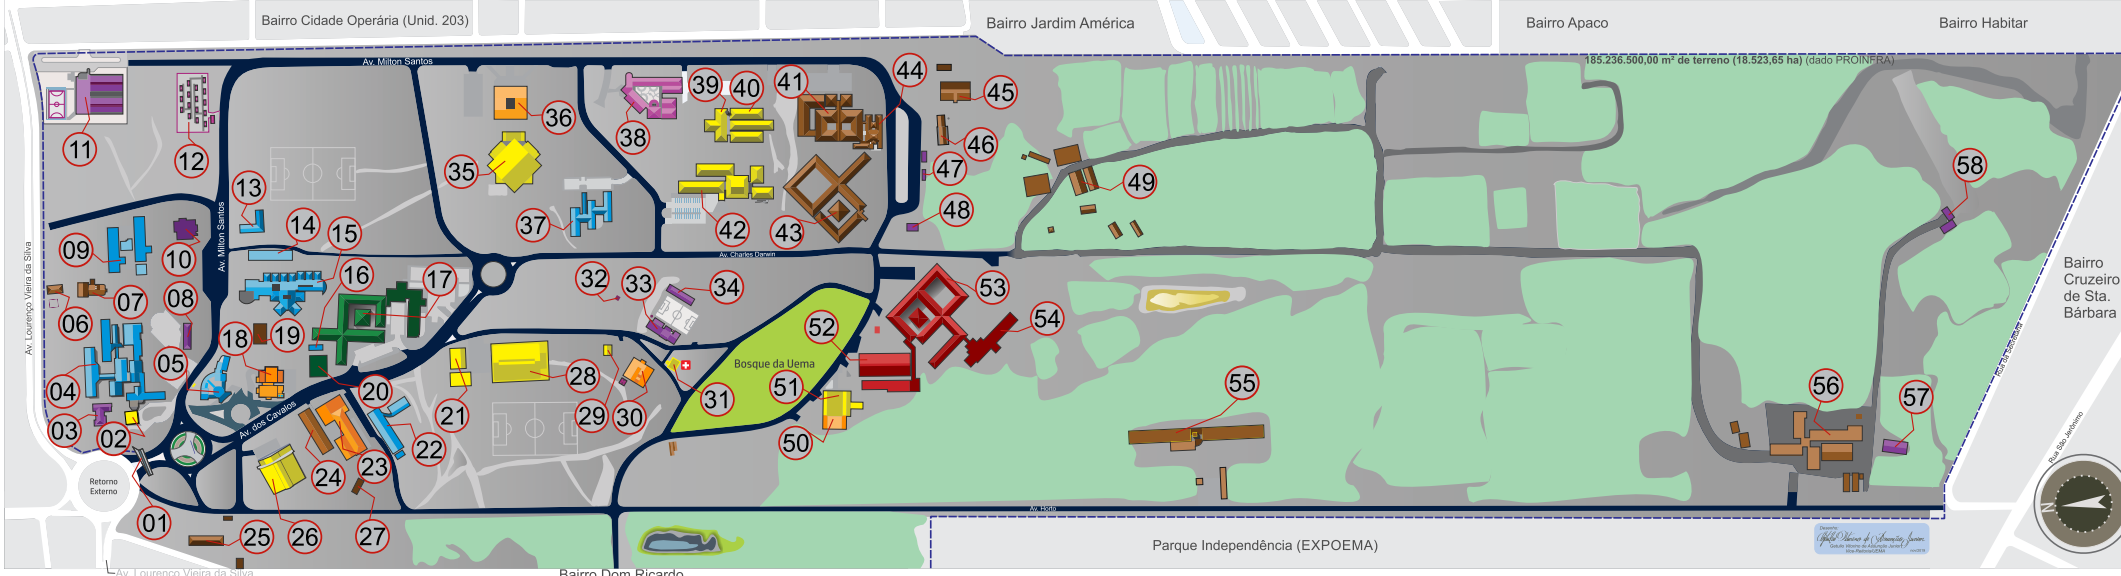 Bairro Cidade Operária (Unid. 203)
Bairro Jardim América
Bairro Apaco
Bairro Habitar
Av. Milton Santos
185.236.500,00 m² de terreno (18.523,65 ha) (dado PROINFRA)
39
40
41
44
45
36
38
46
11
12
35
47
49
58
13
37
42
43
48
14
15
09
10
Av. Milton Santos
Av. Charles Darwin
Av. Lourenço Vieira da Silva
16
17
32
33
34
53
07
08
06
18
19
52
54
Bairro
Cruzeiro
de Sta.
Bárbara
05
04
20
28
Bosque da Uema
51
55
56
57
21
29
30
31
03
02
Av. dos Cavalos
22
50
23
24
Retorno
Externo
N
Rua São Jerônimo
01
25
26
27
Av. Horto
Parque Independência (EXPOEMA)
Av. Lourenço Vieira da Silva
Bairro Dom Ricardo